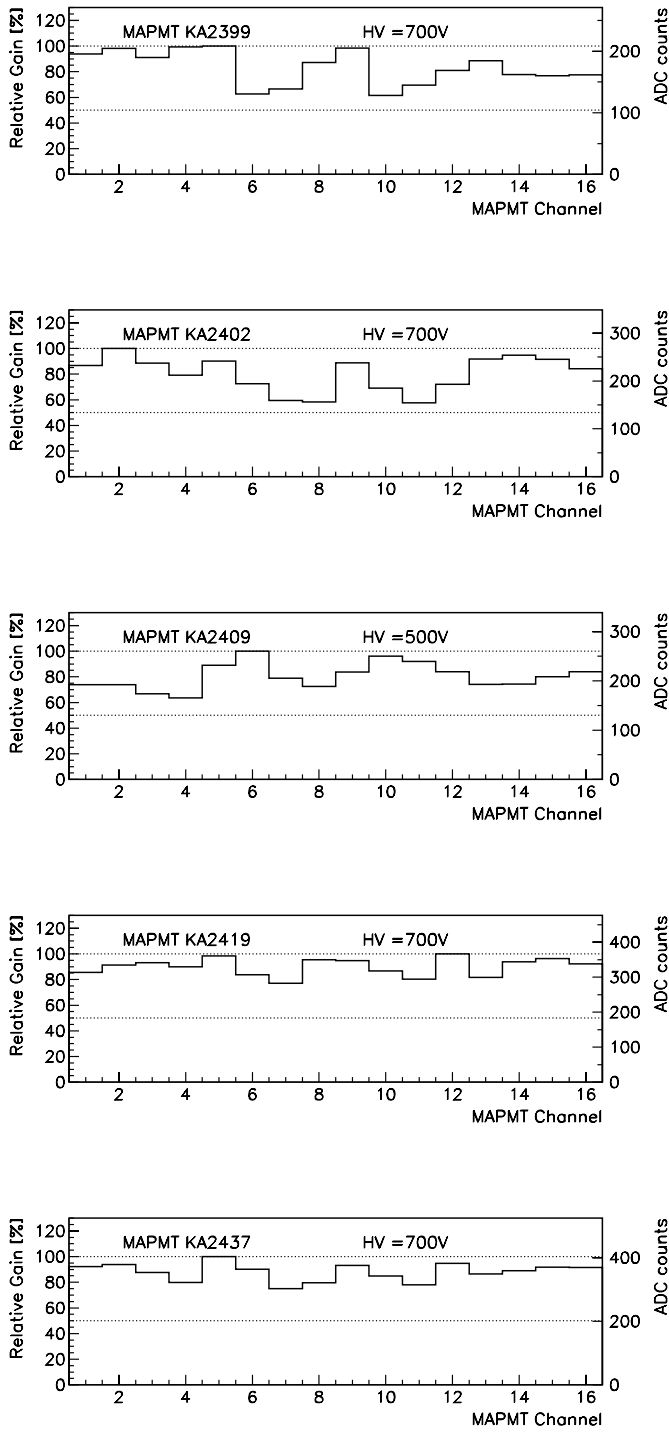 120
MAPMT KA2399 HV =700V
100
200
80
60
100
40
20
0
0
2 4 6 8 10 12 14 16
MAPMT Channel
Relative Gain [%]
ADC counts
120
MAPMT KA2402 HV =700V
300
100
80
200
60
40
100
20
0
0
2 4 6 8 10 12 14 16
MAPMT Channel
Relative Gain [%]
ADC counts
120
MAPMT KA2409 HV =500V
300
100
80
200
60
40
100
20
0
0
2 4 6 8 10 12 14 16
MAPMT Channel
Relative Gain [%]
ADC counts
120
MAPMT KA2419 HV =700V
400
100
300
80
60
200
40
100
20
0
0
2 4 6 8 10 12 14 16
MAPMT Channel
Relative Gain [%]
ADC counts
120
MAPMT KA2437 HV =700V
100
400
80
60
200
40
20
0
0
2 4 6 8 10 12 14 16
MAPMT Channel
Relative Gain [%]
ADC counts